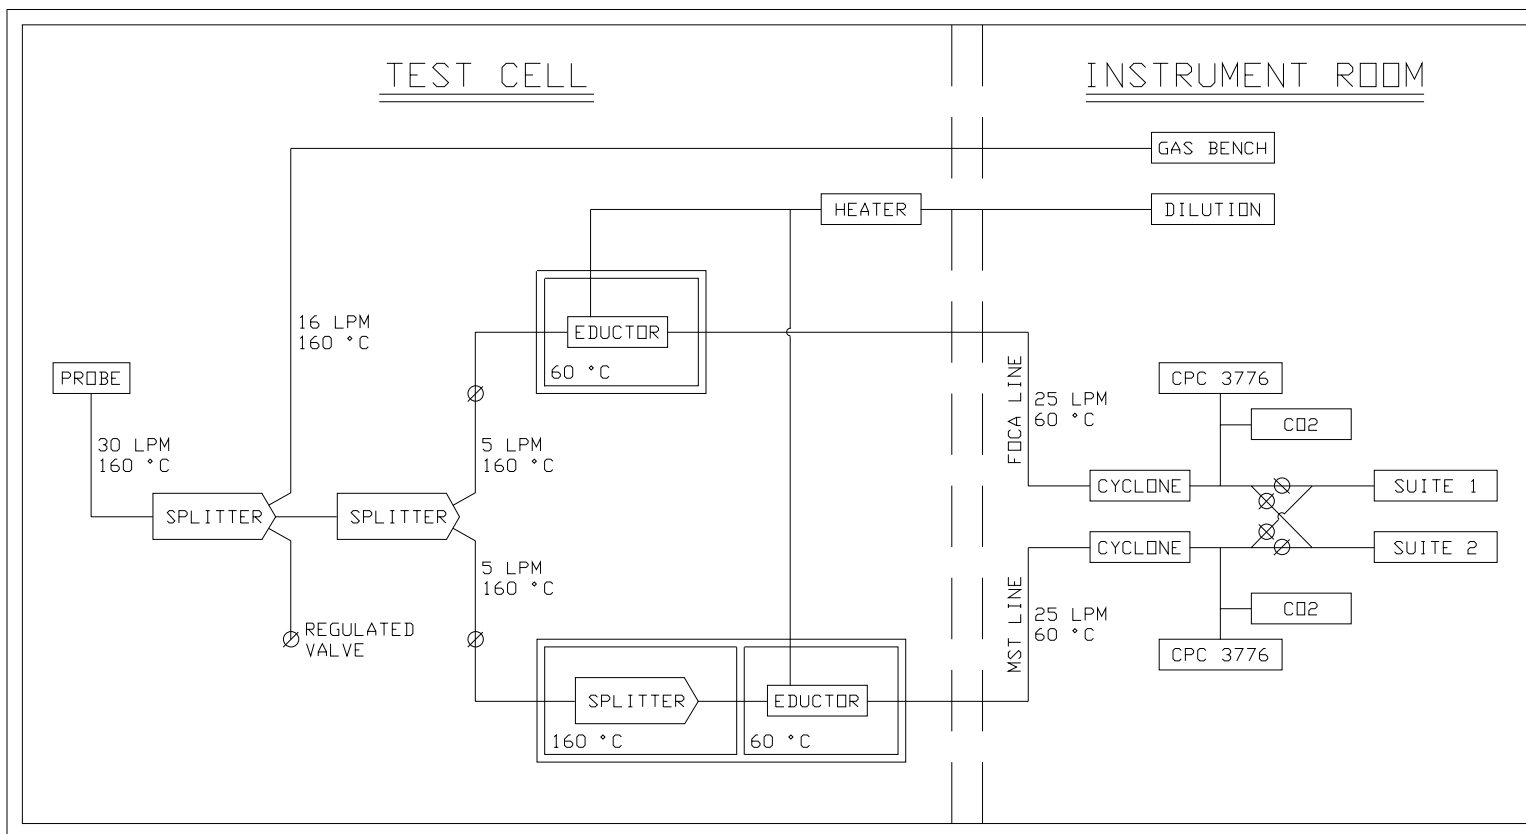 TEST CELL
INSTRUMENT ROOM
GAS BENCH
HEATER
DILUTION
16 LPM
160 °C
EDUCTOR
60 °C
PROBE
30 LPM
160 °C
5 LPM
160 °C
FOCA LINE
25 LPM
60 °C
CPC 3776
CO2
SPLITTER
SPLITTER
CYCLONE
SUITE 1
CYCLONE
SUITE 2
5 LPM
160 °C
REGULATED
VALVE
MST LINE
25 LPM
60 °C
CO2
CPC 3776
SPLITTER
160 °C
EDUCTOR
60 °C